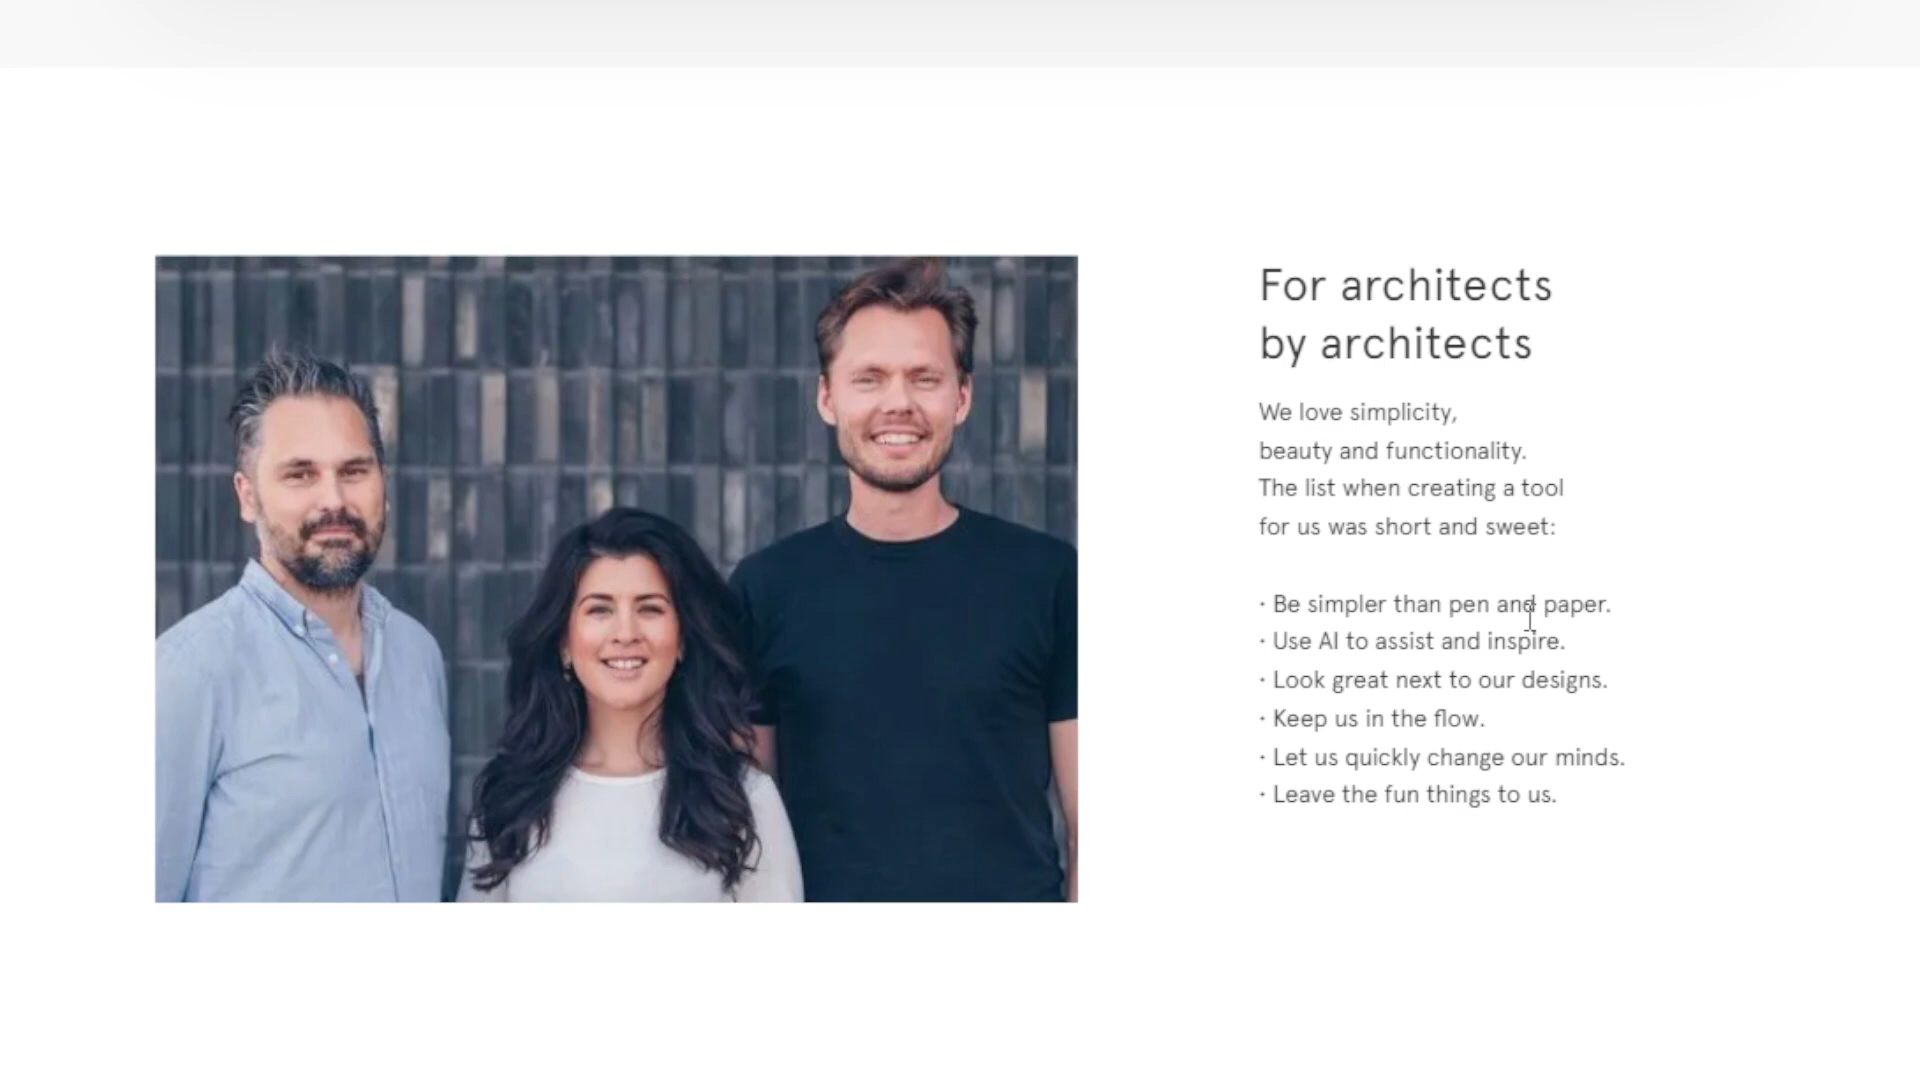 For architects
by architects
We love simplicity,
beauty and functionality.
The list when creating a tool
for us was short and sweet:
· Be simpler than pen and paper.
· Use AI to assist and inspire.
· Look great next to our designs.
· Keep us in the flow.
· Let us quickly change our minds.
· Leave the fun things to us.